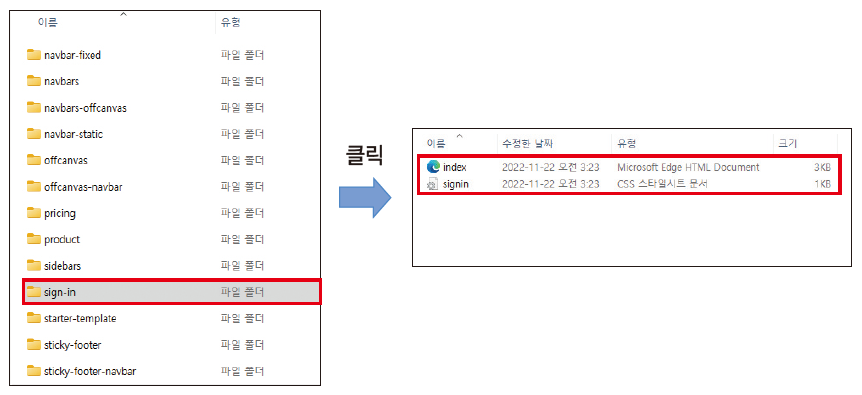 이름 유형
navbar-fixed 파일 폴더
navbars 파일 폴더
navbars-offcanvas 파일 폴더
navbar-static 파일 폴더
offcanvas 파일 폴더
offcanvas-navbar 파일 폴더
pricing 파일 폴더
product 파일 폴더
sidebars 파일 폴더
sign-in 파일 폴더
starter-template 파일 폴더
sticky-footer 파일 폴더
sticky-footer-navbar 파일 폴더
클릭
이름 수정한 날짜 유형 크기
index 2022-11-22 오전 3:23 Microsoft Edge HTML Document 3KB
signin 2022-11-22 오전 3:23 CSS 스타일시트 문서 1KB